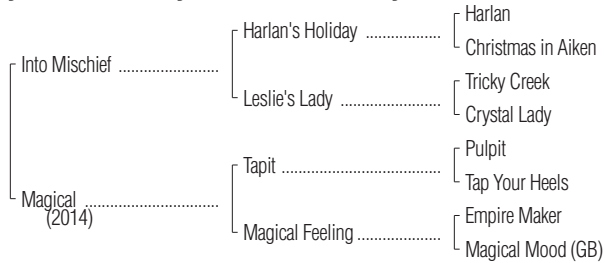 Harlan
Harlan's Holiday ..................
Christmas in Aiken
Into Mischief .......................
Tricky Creek
Leslie's Lady .......................
Crystal Lady
Pulpit
Tapit .....................................
Tap Your Heels
Magical ...............................
(2014)
Empire Maker
Magical Feeling ...................
Magical Mood (GB)